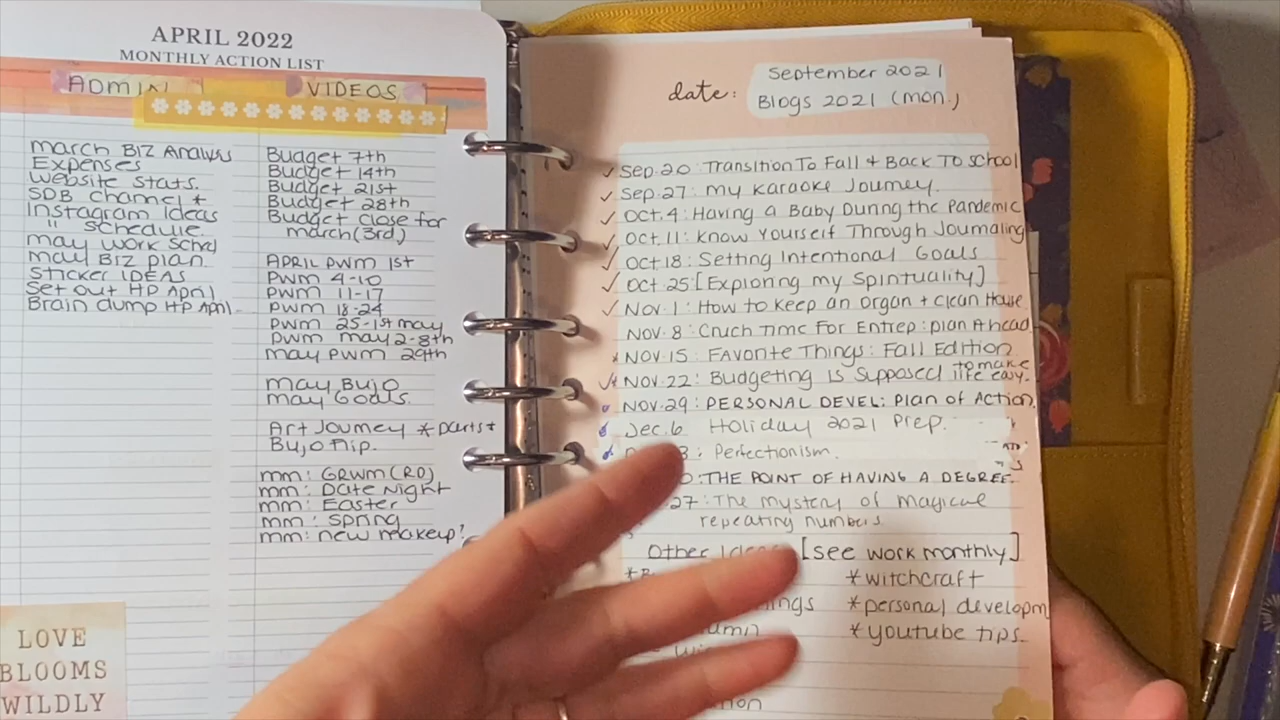 APRIL 2022
MONTHLY ACTION LIST
ADMIN
VIDEOS
March BIZ Analysis
Expenses
Website Stats.
SDB Channel *
Instagram Ideas
" schedule.
may work sched
may BIZ plan.
Sticker IDEAS
Set out HP April
Brain dump HP April
Budget 7th
Budget 14th
Budget 21st
Budget 28th
Budget close for
march (3rd)
APRIL PWM 1st
PWM 4-10
PWM 11-17
PWM 18-24
PWM 25-1st may
PWM may 2-8th
may PWM 29th
may Bujo
may Goals.
Art Journey *parts*
Bujo Flip.
mm: GRWM (RO)
mm: Date Night
mm: Easter
mm: Spring
mm: new makeup?
LOVE
BLOOMS
WILDLY
date:
September 2021
Blogs 2021 (mon.)
Sep. 20: Transition To Fall + Back To School
Sep. 27: my Karaoke Journey.
Oct. 4: Having a Baby During the Pandemic
Oct. 11: Know Yourself Through Journaling
Oct 18: Setting Intentional Goals
Oct. 25: [Exploring my Spirituality]
Nov. 1: How to Keep an Organ + Clean House.
Nov. 8: Cruch Time For Entrep: plan Ahead
Nov. 15: Favorite Things: Fall Edition
Nov. 22: Budgeting is Supposed to make life easy.
Nov. 29: PERSONAL DEVEL: Plan of Action.
Dec. 6: Holiday 2021 Prep.
3: Perfectionism.
0: THE POINT OF HAVING A DEGREE.
27: The mystery of magical
repeating numbers.
Other Ideas [see work monthly]
*witchcraft
*personal developm
*youtube tips.